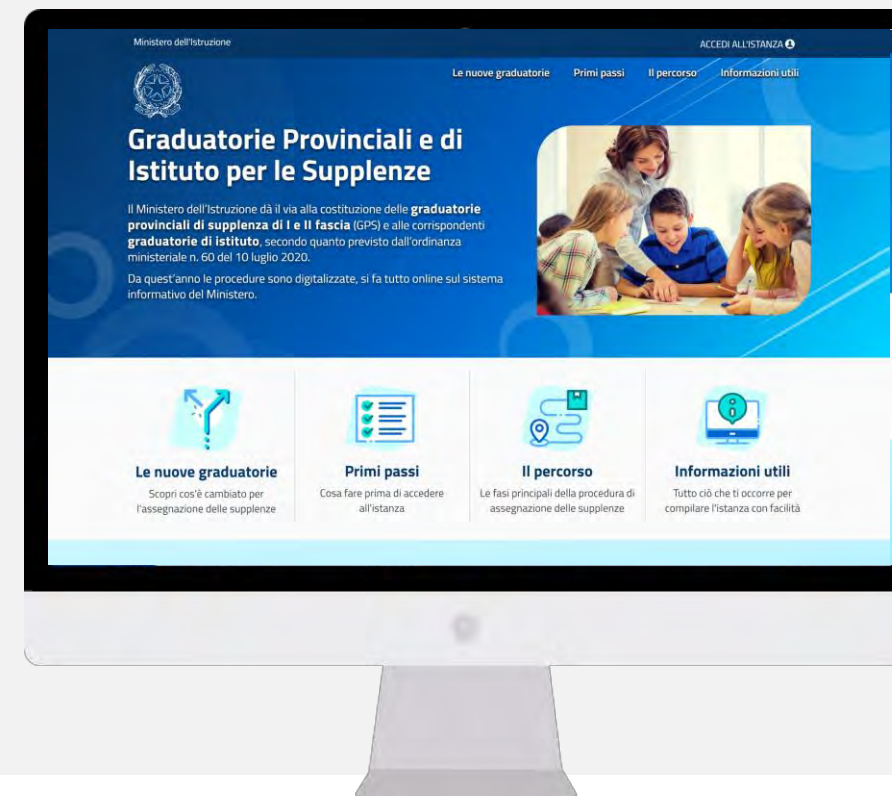 Ministero dell'Istruzione
ACCEDI ALL'ISTANZA
Le nuove graduatorie Primi passi Il percorso Informazioni utili
Graduatorie Provinciali e di
Istituto per le Supplenze
Il Ministero dell'Istruzione dà il via alla costituzione delle graduatorie
provinciali di supplenza di I e II fascia (GPS) e alle corrispondenti
graduatorie di istituto, secondo quanto previsto dall'ordinanza
ministeriale n. 60 del 10 luglio 2020.
Da quest'anno le procedure sono digitalizzate, si fa tutto online sul sistema
informativo del Ministero.
Le nuove graduatorie
Scopri cos'è cambiato per
l'assegnazione delle supplenze
Primi passi
Cosa fare prima di accedere
all'istanza
Il percorso
Le fasi principali della procedura di
assegnazione delle supplenze
Informazioni utili
Tutto ciò che ti occorre per
compilare l'istanza con facilità